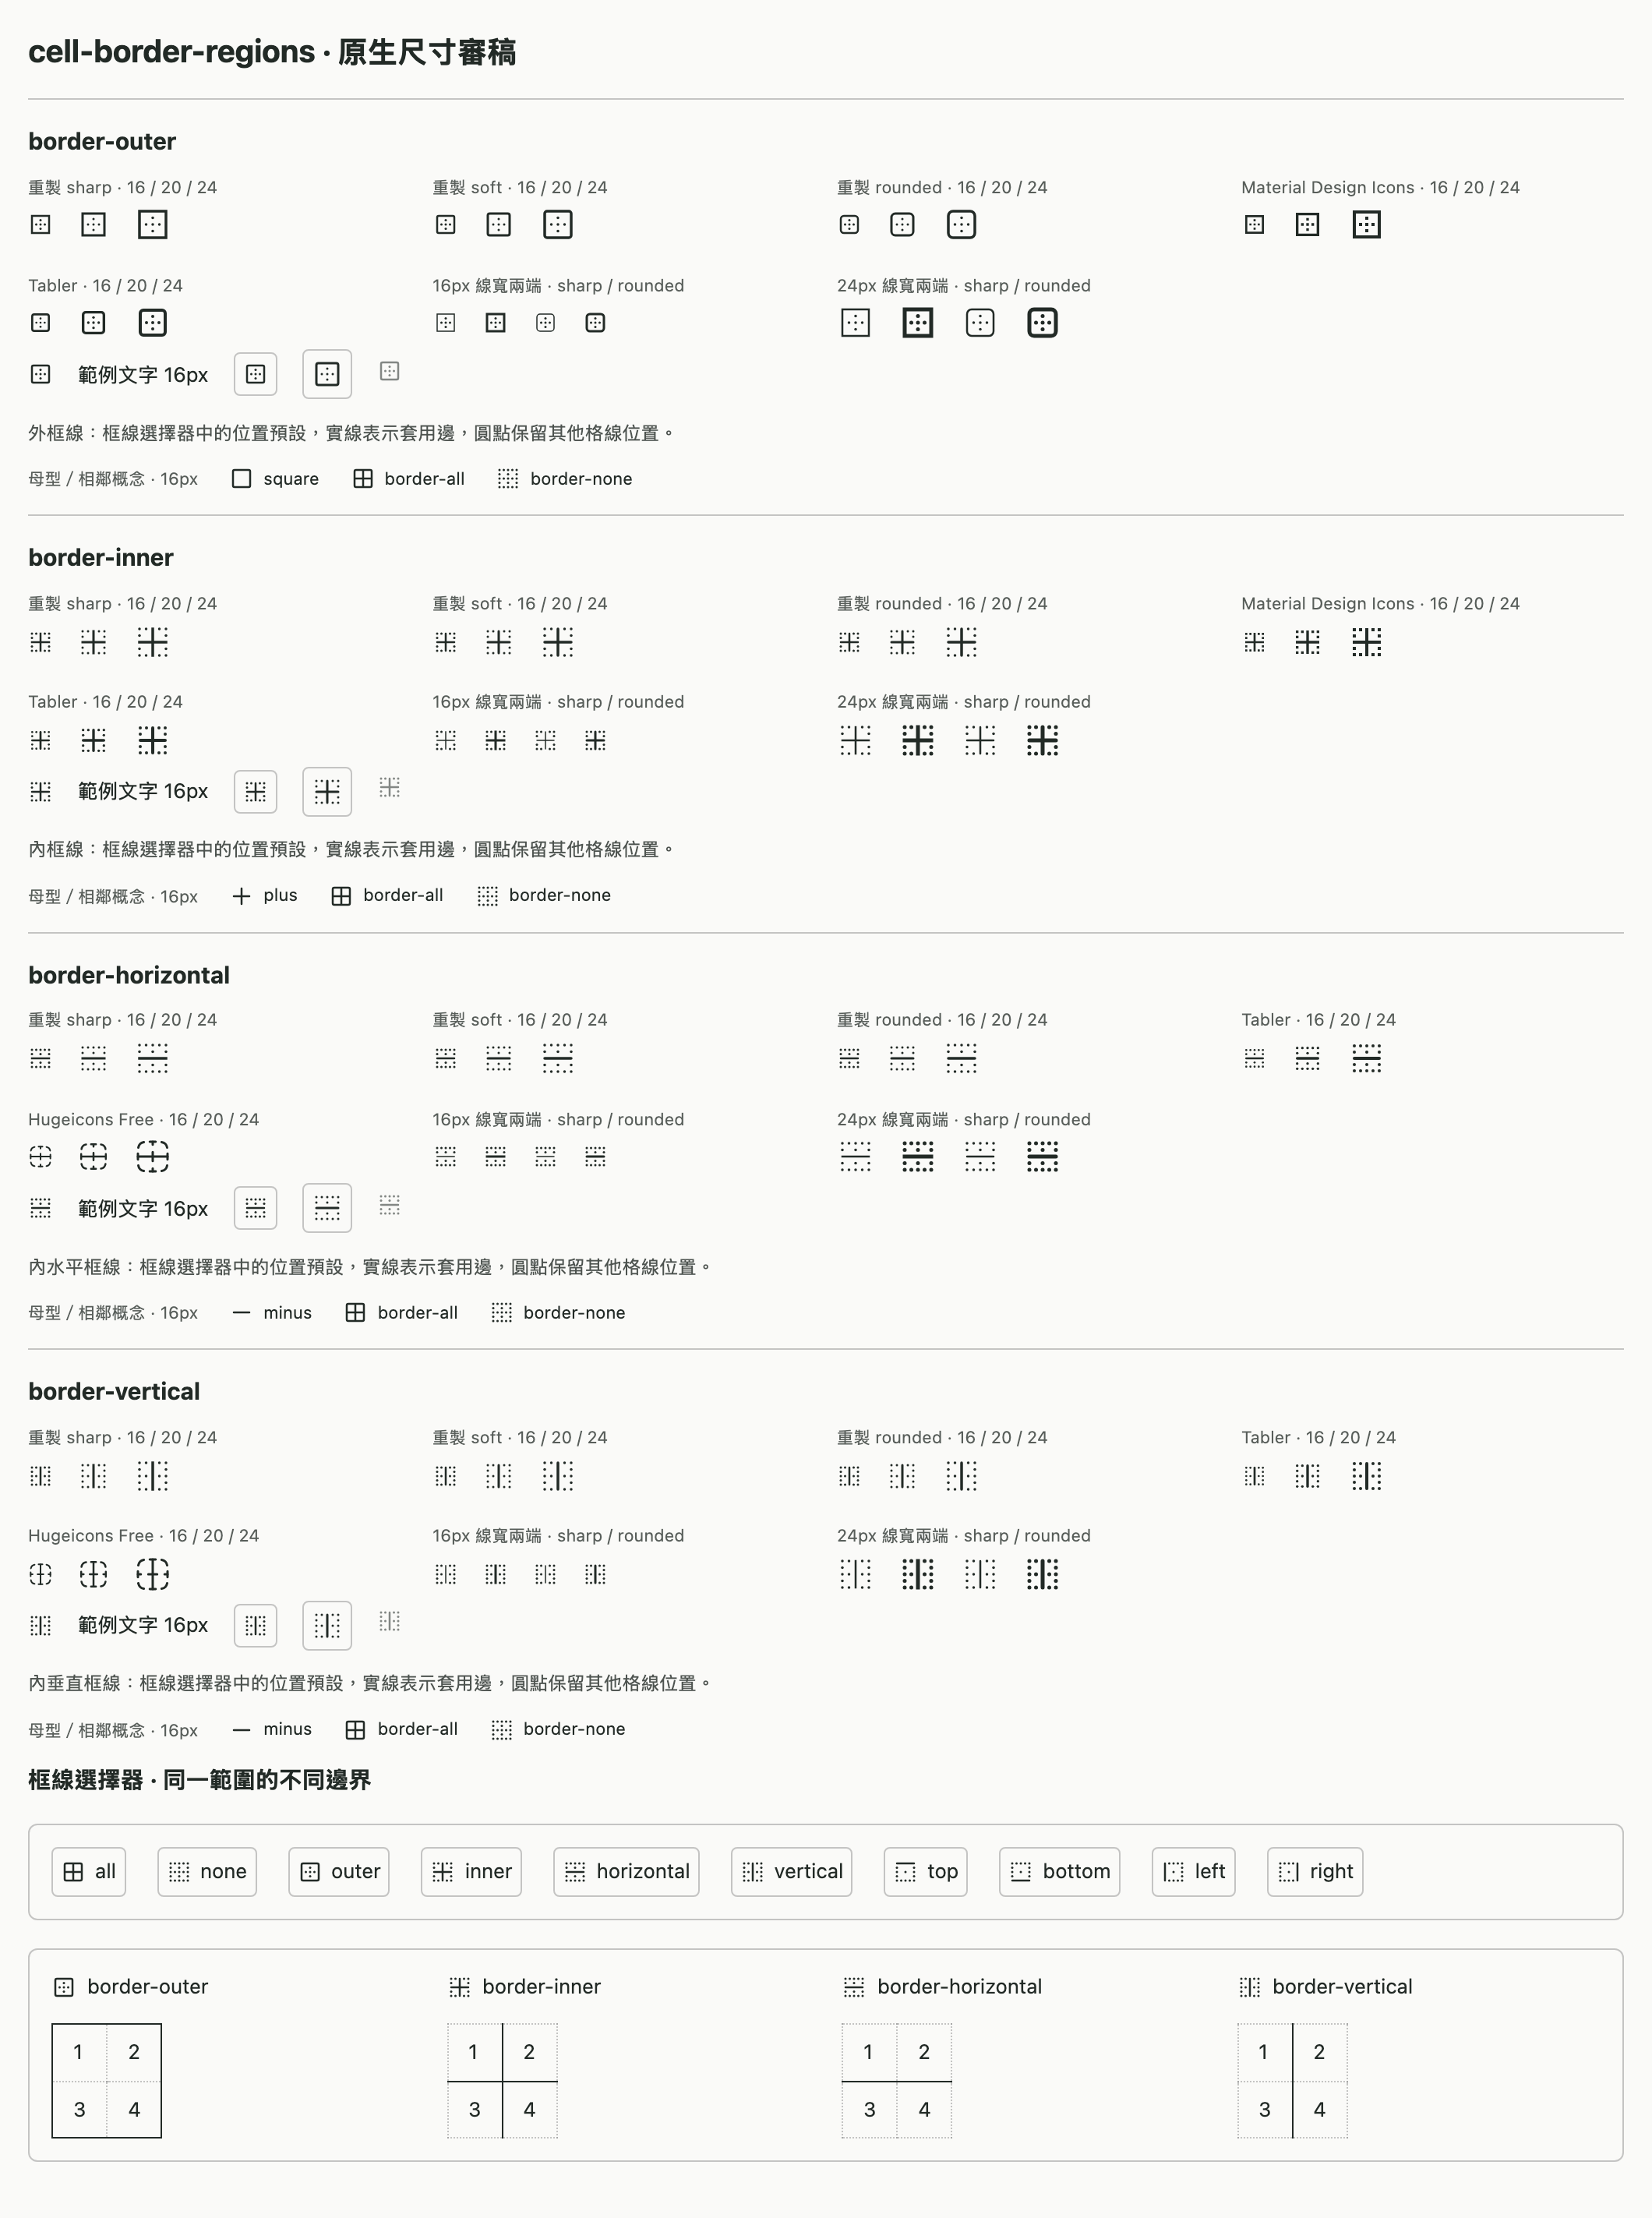 cell-border-regions · 原生尺寸審稿
border-outer
重製 sharp · 16 / 20 / 24
重製 soft · 16 / 20 / 24
重製 rounded · 16 / 20 / 24
Material Design Icons · 16 / 20 / 24
Tabler · 16 / 20 / 24
16px 線寬兩端 · sharp / rounded
24px 線寬兩端 · sharp / rounded
範例文字 16px
外框線：框線選擇器中的位置預設，實線表示套用邊，圓點保留其他格線位置。
母型 / 相鄰概念 · 16px square border-all border-none
border-inner
重製 sharp · 16 / 20 / 24
重製 soft · 16 / 20 / 24
重製 rounded · 16 / 20 / 24
Material Design Icons · 16 / 20 / 24
Tabler · 16 / 20 / 24
16px 線寬兩端 · sharp / rounded
24px 線寬兩端 · sharp / rounded
範例文字 16px
內框線：框線選擇器中的位置預設，實線表示套用邊，圓點保留其他格線位置。
母型 / 相鄰概念 · 16px plus border-all border-none
border-horizontal
重製 sharp · 16 / 20 / 24
重製 soft · 16 / 20 / 24
重製 rounded · 16 / 20 / 24
Tabler · 16 / 20 / 24
Hugeicons Free · 16 / 20 / 24
16px 線寬兩端 · sharp / rounded
24px 線寬兩端 · sharp / rounded
範例文字 16px
內水平框線：框線選擇器中的位置預設，實線表示套用邊，圓點保留其他格線位置。
母型 / 相鄰概念 · 16px minus border-all border-none
border-vertical
重製 sharp · 16 / 20 / 24
重製 soft · 16 / 20 / 24
重製 rounded · 16 / 20 / 24
Tabler · 16 / 20 / 24
Hugeicons Free · 16 / 20 / 24
16px 線寬兩端 · sharp / rounded
24px 線寬兩端 · sharp / rounded
範例文字 16px
內垂直框線：框線選擇器中的位置預設，實線表示套用邊，圓點保留其他格線位置。
母型 / 相鄰概念 · 16px minus border-all border-none
框線選擇器 · 同一範圍的不同邊界
all none outer inner horizontal vertical top bottom left right
border-outer
1 2
3 4
border-inner
1 2
3 4
border-horizontal
1 2
3 4
border-vertical
1 2
3 4